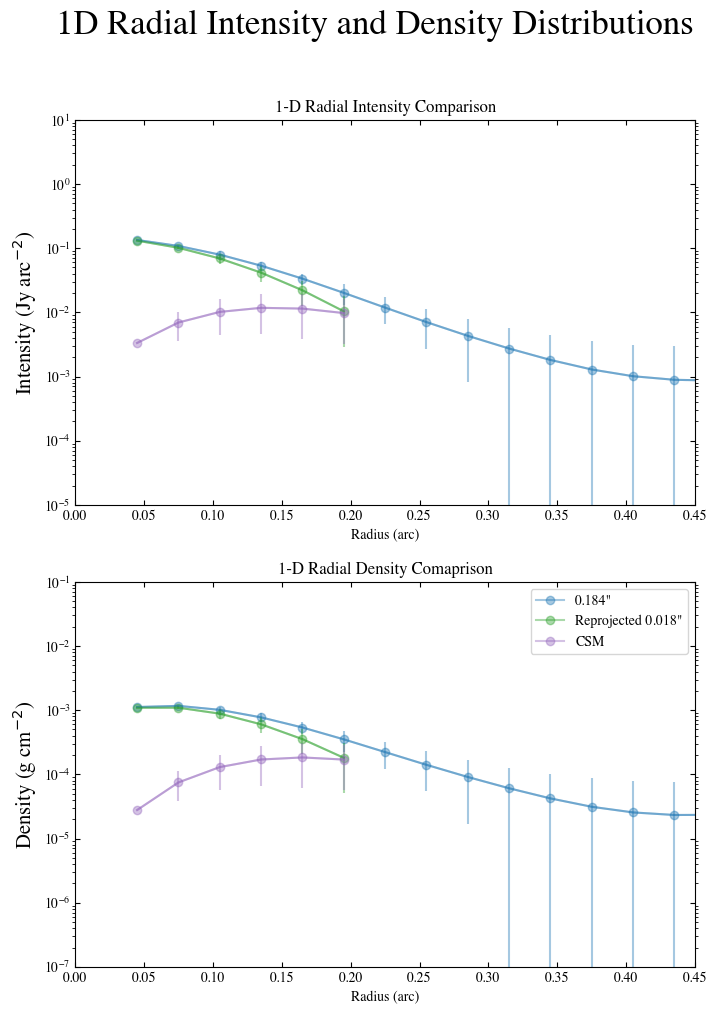 1D Radial Intensity and Density Distributions
1-D Radial Intensity Comparison
10¹
10⁰
10⁻¹
10⁻²
10⁻³
10⁻⁴
10⁻⁵
Intensity (Jy arc⁻²)
0.00 0.05 0.10 0.15 0.20 0.25 0.30 0.35 0.40 0.45
Radius (arc)
1-D Radial Density Comaprison
10⁻¹
10⁻²
10⁻³
10⁻⁴
10⁻⁵
10⁻⁶
10⁻⁷
Density (g cm⁻²)
0.184"
Reprojected 0.018"
CSM
0.00 0.05 0.10 0.15 0.20 0.25 0.30 0.35 0.40 0.45
Radius (arc)